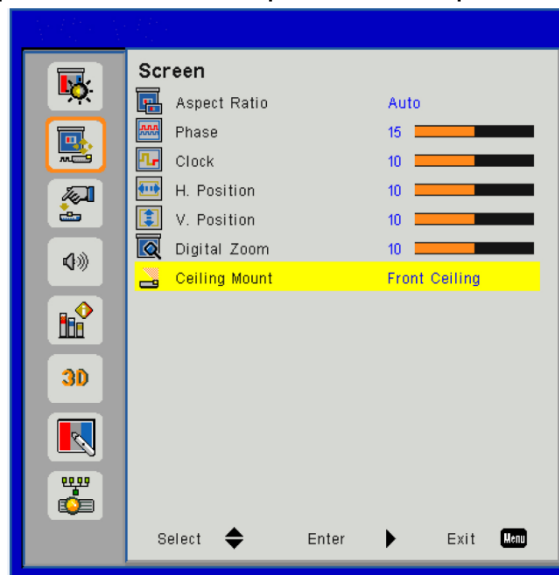 Screen
Aspect Ratio Auto
Phase 15
Clock 10
H. Position 10
V. Position 10
Digital Zoom 10
Ceiling Mount Front Ceiling
3D
Select Enter Exit Menu